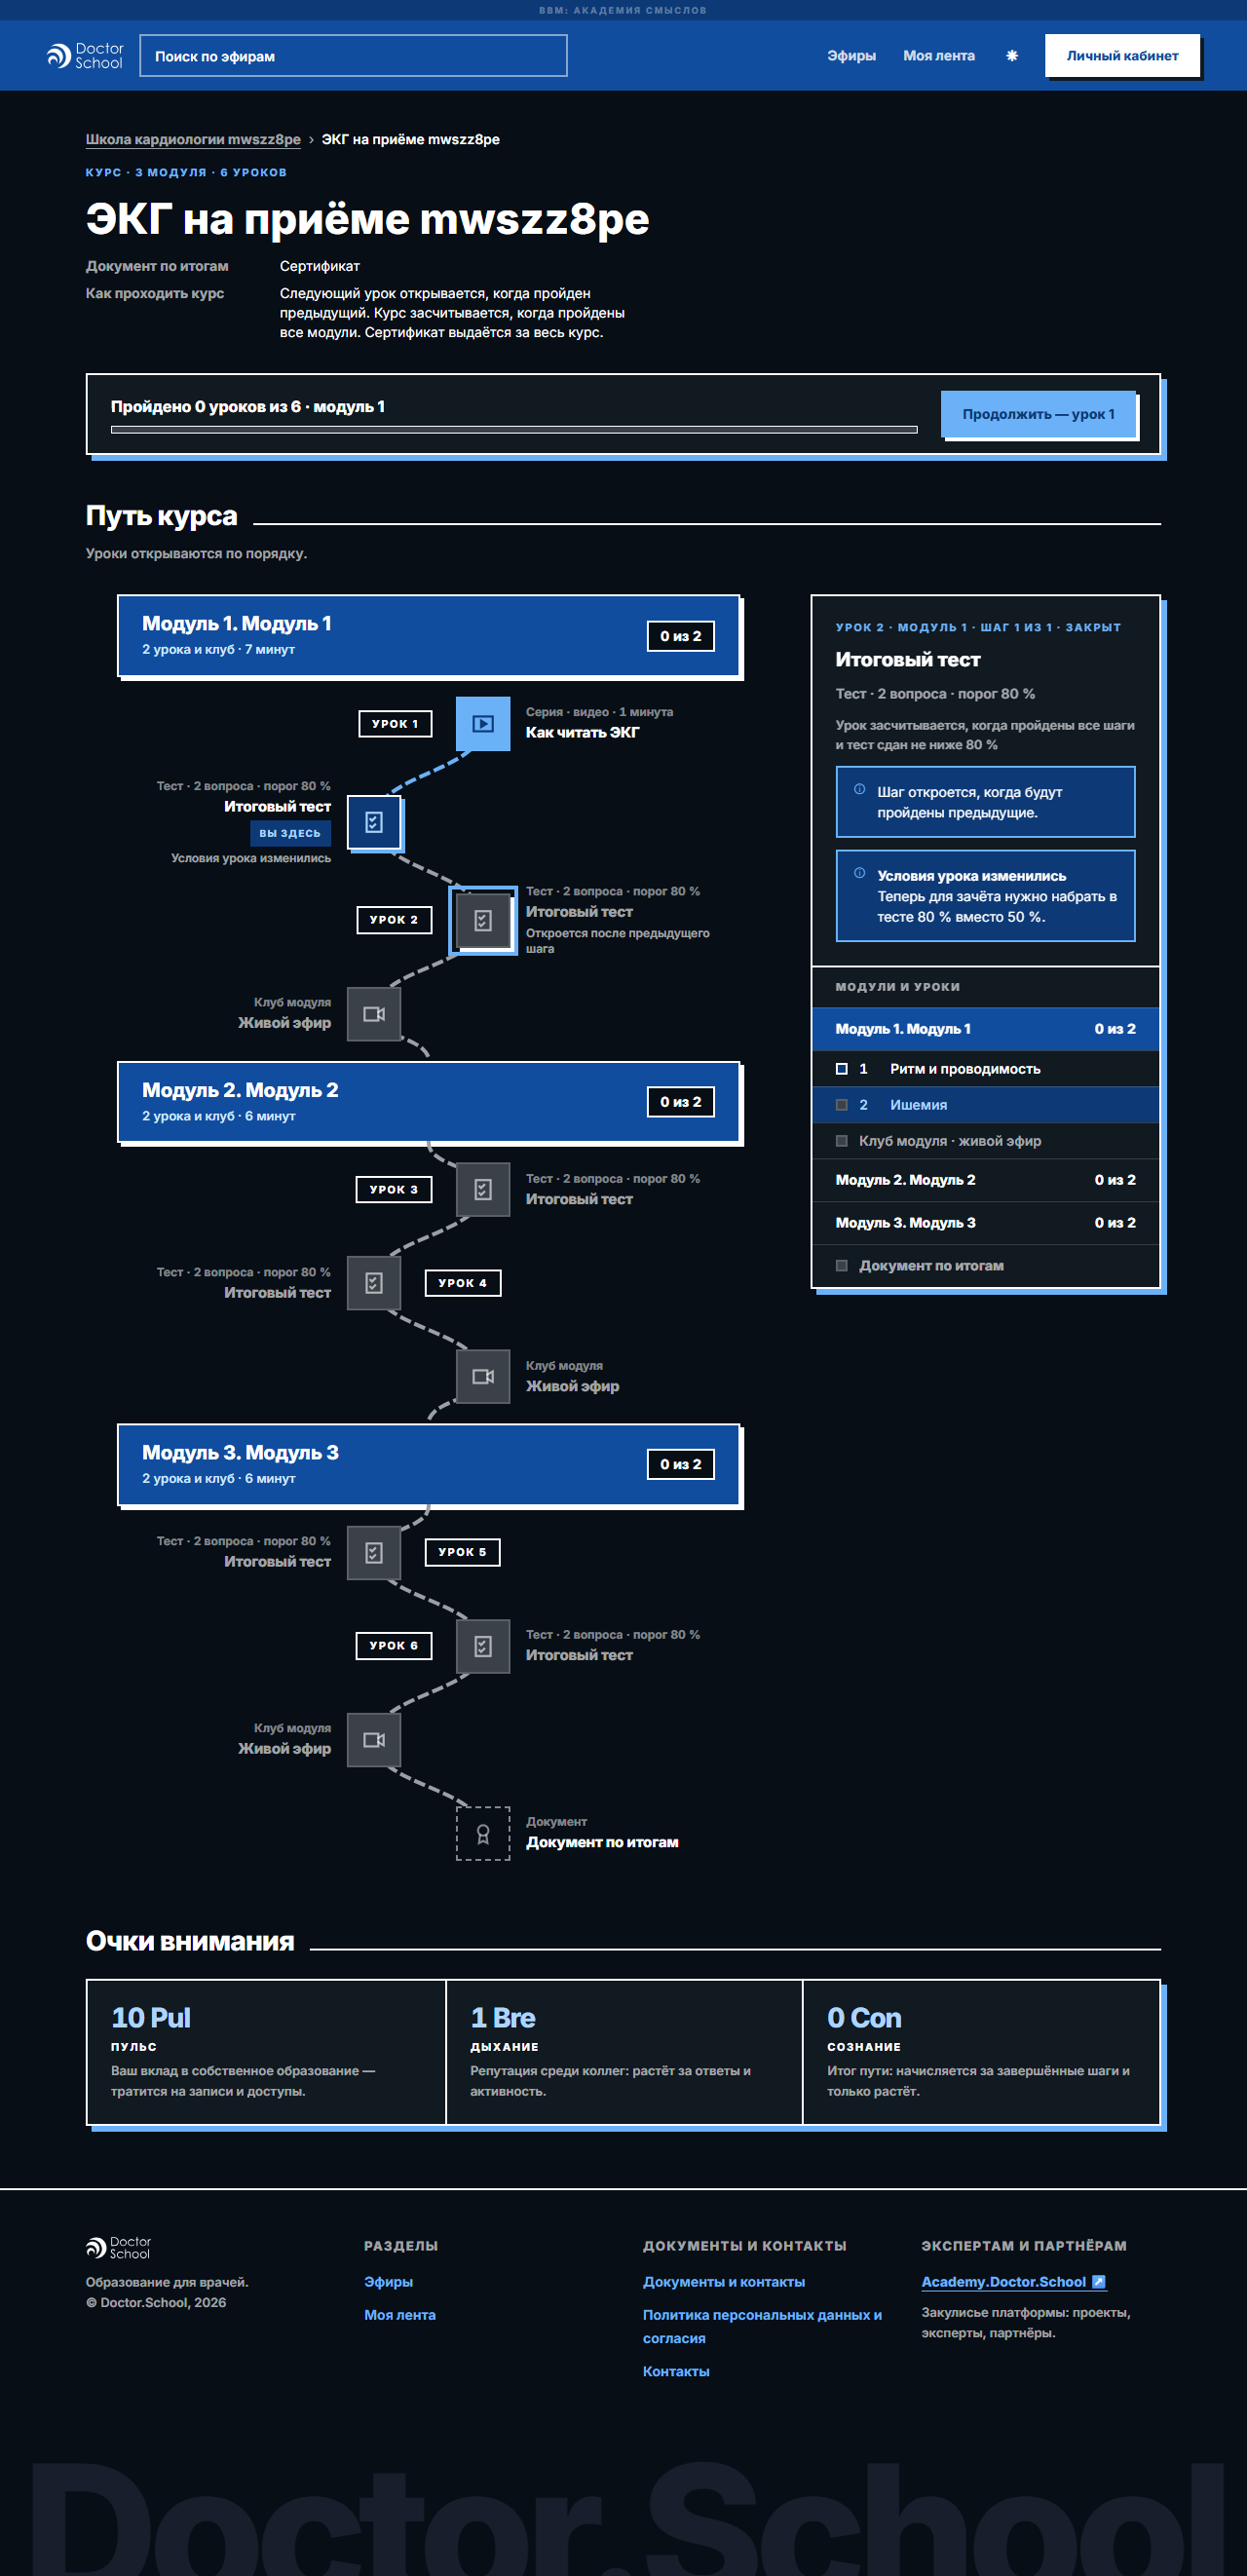 ВВМ: АКАДЕМИЯ СМЫСЛОВ
Doctor
School
Поиск по эфирам
Эфиры
Моя лента
Личный кабинет
Школа кардиологии mwszz8pe › ЭКГ на приёме mwszz8pe
КУРС · 3 МОДУЛЯ · 6 УРОКОВ
ЭКГ на приёме mwszz8pe
Документ по итогам
Сертификат
Как проходить курс
Следующий урок открывается, когда пройден
предыдущий. Курс засчитывается, когда пройдены
все модули. Сертификат выдаётся за весь курс.
Пройдено 0 уроков из 6 · модуль 1
Продолжить — урок 1
Путь курса
Уроки открываются по порядку.
Модуль 1. Модуль 1
2 урока и клуб · 7 минут
0 из 2
УРОК 1
Серия · видео · 1 минута
Как читать ЭКГ
Тест · 2 вопроса · порог 80 %
Итоговый тест
ВЫ ЗДЕСЬ
Условия урока изменились
УРОК 2
Тест · 2 вопроса · порог 80 %
Итоговый тест
Откроется после предыдущего
шага
Клуб модуля
Живой эфир
Модуль 2. Модуль 2
2 урока и клуб · 6 минут
0 из 2
УРОК 3
Тест · 2 вопроса · порог 80 %
Итоговый тест
Тест · 2 вопроса · порог 80 %
Итоговый тест
УРОК 4
Клуб модуля
Живой эфир
Модуль 3. Модуль 3
2 урока и клуб · 6 минут
0 из 2
Тест · 2 вопроса · порог 80 %
Итоговый тест
УРОК 5
УРОК 6
Тест · 2 вопроса · порог 80 %
Итоговый тест
Клуб модуля
Живой эфир
Документ
Документ по итогам
УРОК 2 · МОДУЛЬ 1 · ШАГ 1 ИЗ 1 · ЗАКРЫТ
Итоговый тест
Тест · 2 вопроса · порог 80 %
Урок засчитывается, когда пройдены все шаги
и тест сдан не ниже 80 %
Шаг откроется, когда будут
пройдены предыдущие.
Условия урока изменились
Теперь для зачёта нужно набрать в
тесте 80 % вместо 50 %.
МОДУЛИ И УРОКИ
Модуль 1. Модуль 1 0 из 2
1 Ритм и проводимость
2 Ишемия
Клуб модуля · живой эфир
Модуль 2. Модуль 2 0 из 2
Модуль 3. Модуль 3 0 из 2
Документ по итогам
Очки внимания
10 Pul
ПУЛЬС
Ваш вклад в собственное образование —
тратится на записи и доступы.
1 Bre
ДЫХАНИЕ
Репутация среди коллег: растёт за ответы и
активность.
0 Con
СОЗНАНИЕ
Итог пути: начисляется за завершённые шаги и
только растёт.
Doctor
School
Образование для врачей.
© Doctor.School, 2026
РАЗДЕЛЫ
Эфиры
Моя лента
ДОКУМЕНТЫ И КОНТАКТЫ
Документы и контакты
Политика персональных данных и
согласия
Контакты
ЭКСПЕРТАМ И ПАРТНЁРАМ
Academy.Doctor.School ↗
Закулисье платформы: проекты,
эксперты, партнёры.
Doctor.School